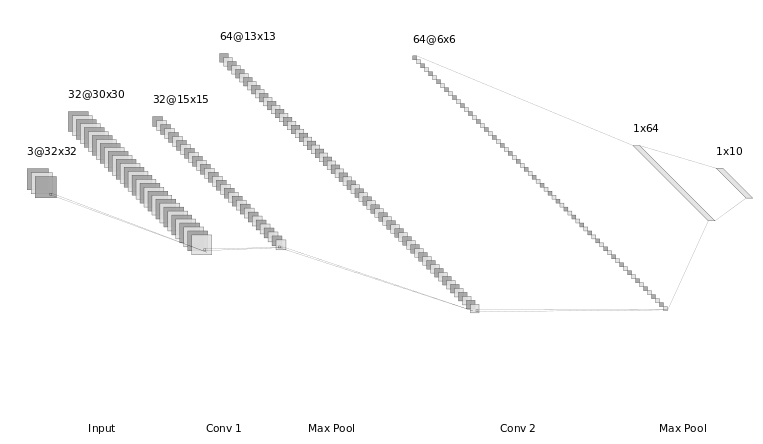 64@13x13
64@6x6
32@30x30
32@15x15
1x64
3@32x32
1x10
Input
Conv 1
Max Pool
Conv 2
Max Pool